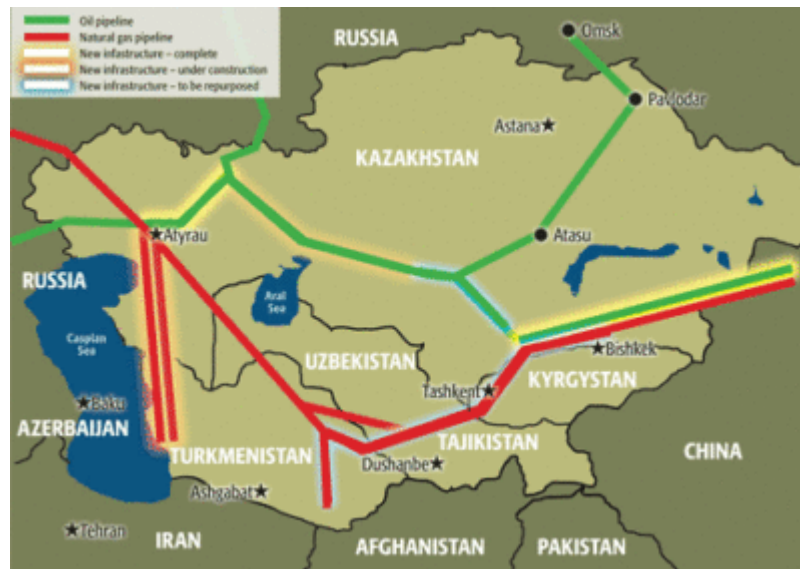 Oil pipeline
Natural gas pipeline
New infastructure – complete
New infrastructure – under construction
New infrastructure – to be repurposed
RUSSIA
Omsk
Pavlodar
Astana
KAZAKHSTAN
Atyrau
Atasu
RUSSIA
Aral
Sea
Caspian
Sea
UZBEKISTAN
Bishkek
KYRGYSTAN
Tashkent
Baku
AZERBAIJAN
TURKMENISTAN
TAJIKISTAN
CHINA
Dushanbe
Ashgabat
Tehran
IRAN
AFGHANISTAN
PAKISTAN